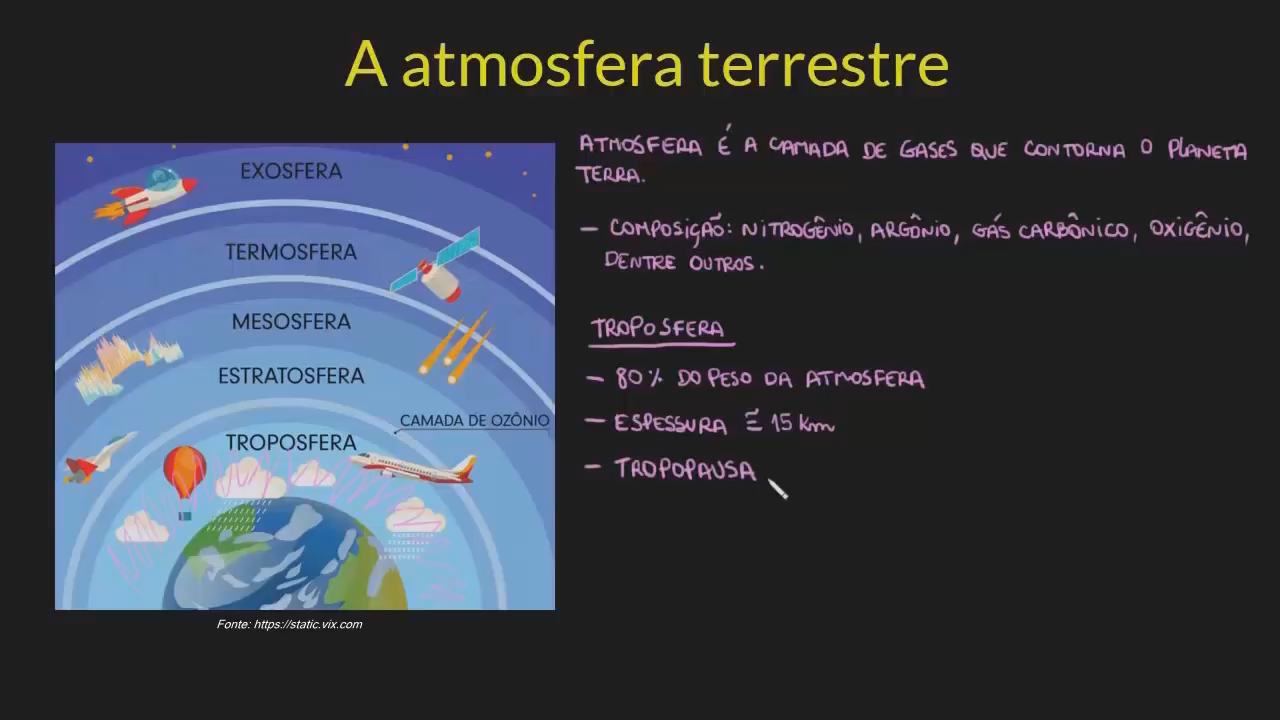 A atmosfera terrestre
EXOSFERA
TERMOSFERA
MESOSFERA
ESTRATOSFERA
CAMADA DE OZÔNIO
TROPOSFERA
Fonte: https://static.vix.com
ATMOSFERA É A CAMADA DE GASES QUE CONTORNA O PLANETA
TERRA.
- COMPOSIÇÃO: NITROGÊNIO, ARGÔNIO, GÁS CARBÔNICO, OXIGÊNIO,
DENTRE OUTROS.
TROPOSFERA
- 80% DO PESO DA ATMOSFERA
- ESPESSURA ≅ 15 km
- TROPOPAUSA